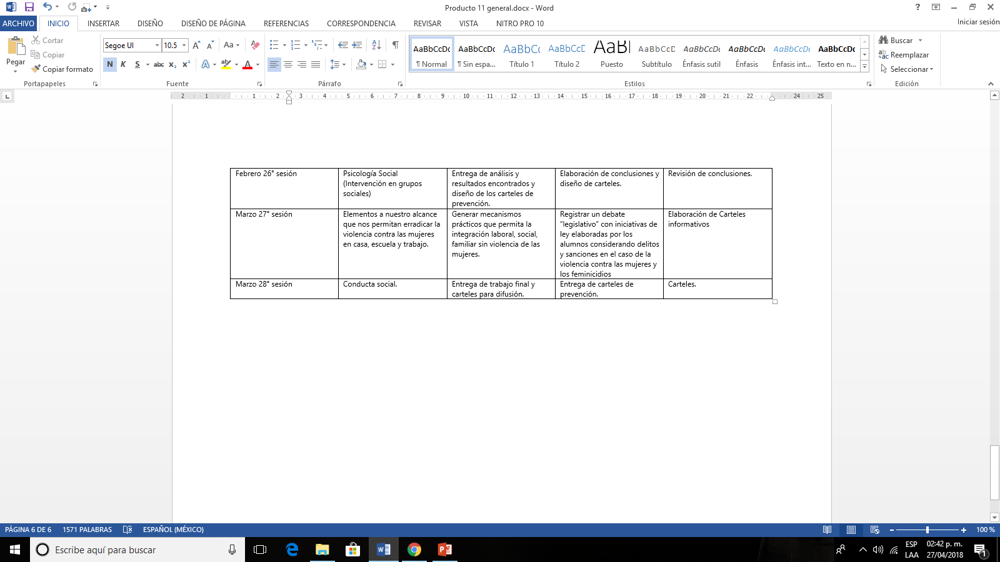 Producto 11 general.docx - Word
ARCHIVO INICIO INSERTAR DISEÑO DISEÑO DE PÁGINA REFERENCIAS CORRESPONDENCIA REVISAR VISTA NITRO PRO 10 Iniciar sesión
Pegar
Cortar
Copiar
Copiar formato
Portapapeles
Segoe UI 10.5
N K S abc x₂ x²
Fuente
Párrafo
AaBbCcDc AaBbCcDc AaBbCc AaBbCcD AaB AaBbCcD AaBbCcDc AaBbCcDc AaBbCcDc AaBbCcDc
¶ Normal ¶ Sin espa... Título 1 Título 2 Puesto Subtítulo Énfasis sutil Énfasis Énfasis int... Texto en n...
Estilos
Buscar
Reemplazar
Seleccionar
Edición
2 1 1 2 3 4 5 6 7 8 9 10 11 12 13 14 15 16 17 18 19 20 21 22 24 25
Febrero 26° sesión
Psicología Social
(Intervención en grupos
sociales)
Entrega de análisis y
resultados encontrados y
diseño de los carteles de
prevención.
Elaboración de conclusiones y
diseño de carteles.
Revisión de conclusiones.
Marzo 27° sesión
Elementos a nuestro alcance
que nos permitan erradicar la
violencia contra las mujeres
en casa, escuela y trabajo.
Generar mecanismos
prácticos que permita la
integración laboral, social,
familiar sin violencia de las
mujeres.
Registrar un debate
“legislativo” con iniciativas de
ley elaboradas por los
alumnos considerando delitos
y sanciones en el caso de la
violencia contra las mujeres y
los feminicidios
Elaboración de Carteles
informativos
Marzo 28° sesión
Conducta social.
Entrega de trabajo final y
carteles para difusión.
Entrega de carteles de
prevención.
Carteles.
PÁGINA 6 DE 6 1571 PALABRAS ESPAÑOL (MÉXICO) 100 %
Escribe aquí para buscar
ESP
LAA
02:42 p. m.
27/04/2018
1